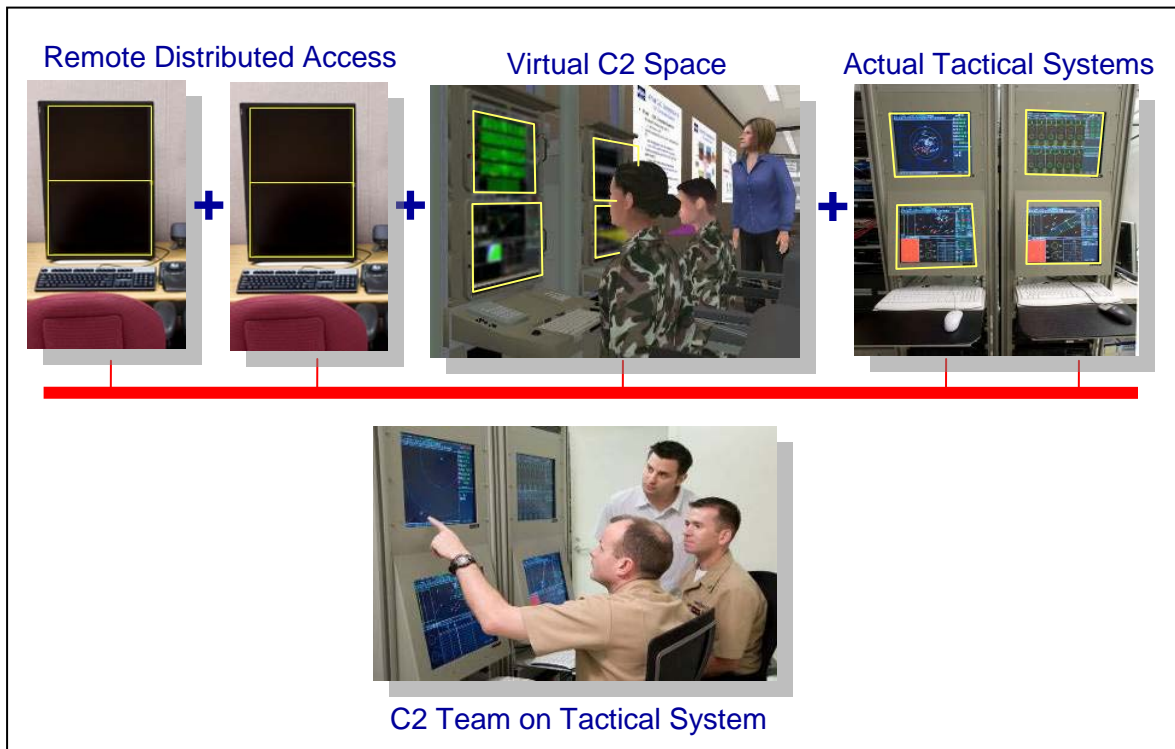 Remote Distributed Access
Virtual C2 Space
Actual Tactical Systems
+
+
+
C2 Team on Tactical System